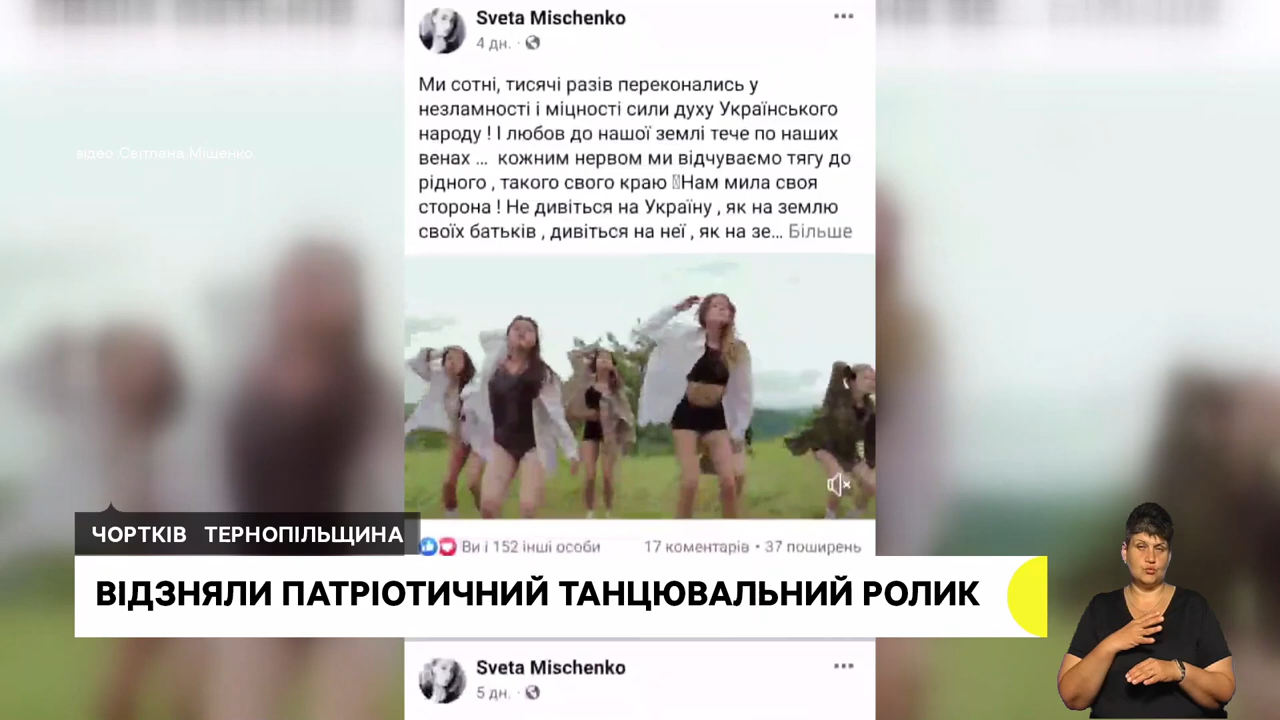 Sveta Mischenko
4 дн.
Ми сотні, тисячі разів переконались у
незламності і міцності сили духу Українського
народу ! І любов до нашої землі тече по наших
венах ... кожним нервом ми відчуваємо тягу до
рідного , такого свого краю Нам мила своя
сторона ! Не дивіться на Україну , як на землю
своїх батьків , дивіться на неї , як на зе... Більше
відео Світлана Міщенко
ЧОРТКІВ ТЕРНОПІЛЬЩИНА
Ви і 152 інші особи 17 коментарів • 37 поширень
ВІДЗНЯЛИ ПАТРІОТИЧНИЙ ТАНЦЮВАЛЬНИЙ РОЛИК
Sveta Mischenko
5 дн.